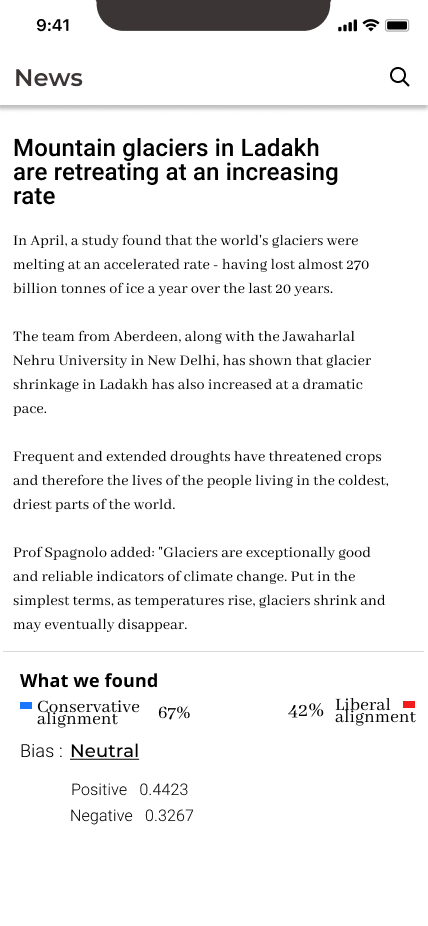 9:41
News
Mountain glaciers in Ladakh
are retreating at an increasing
rate
In April, a study found that the world's glaciers were
melting at an accelerated rate - having lost almost 270
billion tonnes of ice a year over the last 20 years.
The team from Aberdeen, along with the Jawaharlal
Nehru University in New Delhi, has shown that glacier
shrinkage in Ladakh has also increased at a dramatic
pace.
Frequent and extended droughts have threatened crops
and therefore the lives of the people living in the coldest,
driest parts of the world.
Prof Spagnolo added: "Glaciers are exceptionally good
and reliable indicators of climate change. Put in the
simplest terms, as temperatures rise, glaciers shrink and
may eventually disappear.
What we found
Conservative
alignment 67%
42% Liberal
alignment
Bias : Neutral
Positive 0.4423
Negative 0.3267